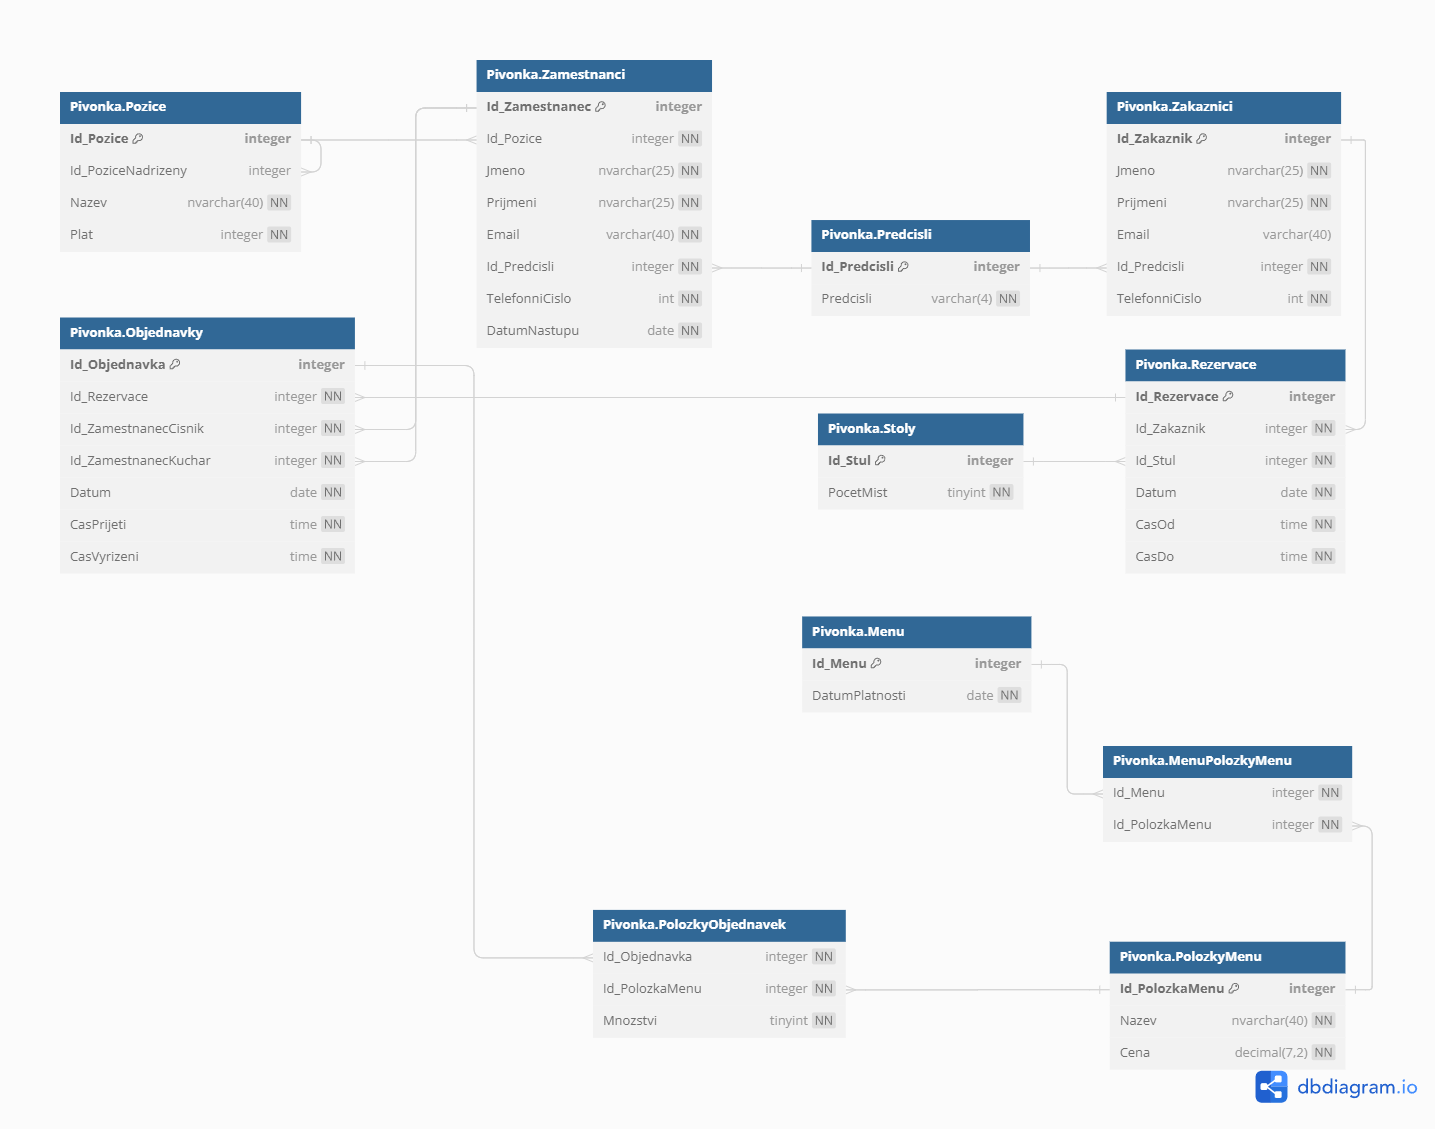 Pivonka.Pozice
Id_Pozice integer
Id_PoziceNadrizeny integer
Nazev nvarchar(40) NN
Plat integer NN
Pivonka.Zamestnanci
Id_Zamestnanec integer
Id_Pozice integer NN
Jmeno nvarchar(25) NN
Prijmeni nvarchar(25) NN
Email varchar(40) NN
Id_Predcisli integer NN
TelefonniCislo int NN
DatumNastupu date NN
Pivonka.Predcisli
Id_Predcisli integer
Predcisli varchar(4) NN
Pivonka.Zakaznici
Id_Zakaznik integer
Jmeno nvarchar(25) NN
Prijmeni nvarchar(25) NN
Email varchar(40)
Id_Predcisli integer NN
TelefonniCislo int NN
Pivonka.Objednavky
Id_Objednavka integer
Id_Rezervace integer NN
Id_ZamestnanecCisnik integer NN
Id_ZamestnanecKuchar integer NN
Datum date NN
CasPrijeti time NN
CasVyrizeni time NN
Pivonka.Stoly
Id_Stul integer
PocetMist tinyint NN
Pivonka.Rezervace
Id_Rezervace integer
Id_Zakaznik integer NN
Id_Stul integer NN
Datum date NN
CasOd time NN
CasDo time NN
Pivonka.Menu
Id_Menu integer
DatumPlatnosti date NN
Pivonka.MenuPolozkyMenu
Id_Menu integer NN
Id_PolozkaMenu integer NN
Pivonka.PolozkyObjednavek
Id_Objednavka integer NN
Id_PolozkaMenu integer NN
Mnozstvi tinyint NN
Pivonka.PolozkyMenu
Id_PolozkaMenu integer
Nazev nvarchar(40) NN
Cena decimal(7,2) NN
dbdiagram.io